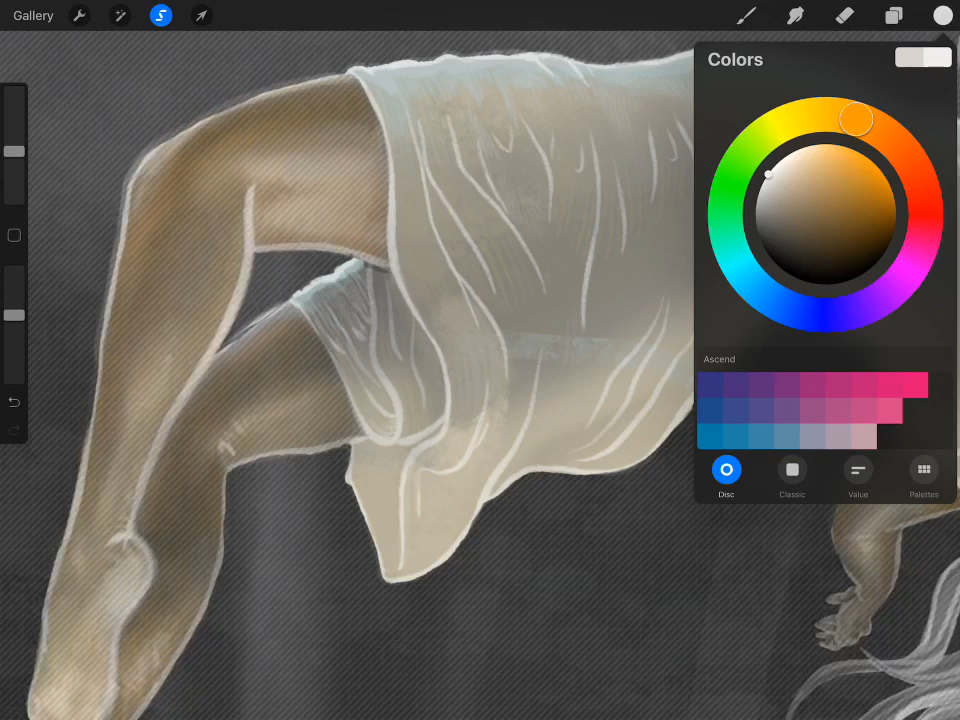 Gallery
Colors
Ascend
Disc
Classic
Value
Palettes